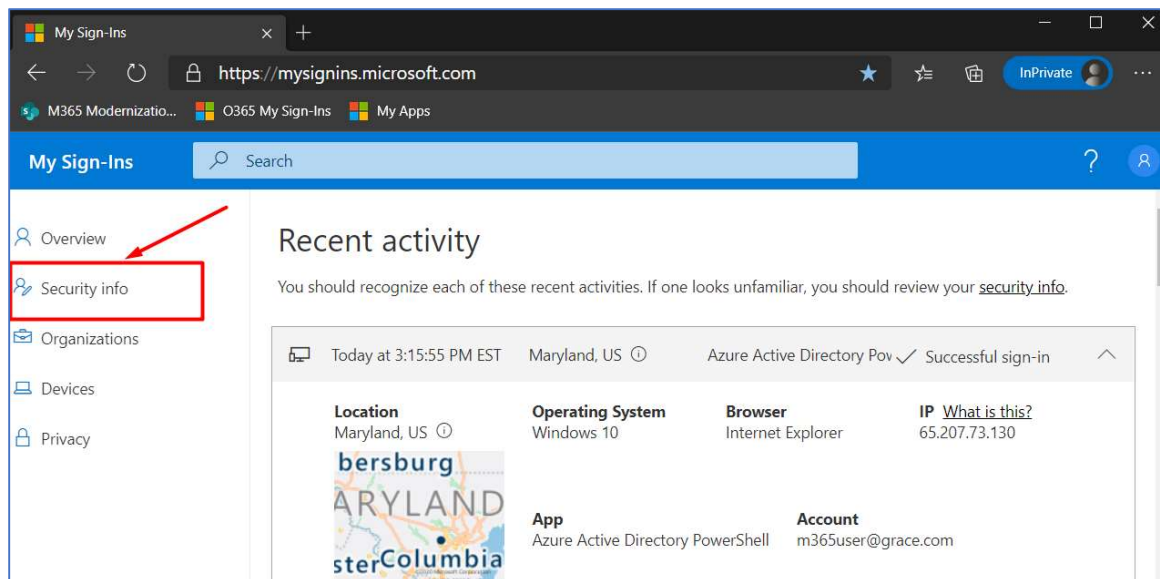 My Sign-Ins
https://mysignins.microsoft.com
InPrivate
M365 Modernizatio... O365 My Sign-Ins My Apps
My Sign-Ins Search ?
Overview
Security info
Organizations
Devices
Privacy
Recent activity
You should recognize each of these recent activities. If one looks unfamiliar, you should review your security info.
Today at 3:15:55 PM EST Maryland, US Azure Active Directory Pov Successful sign-in
Location Operating System Browser IP What is this?
Maryland, US Windows 10 Internet Explorer 65.207.73.130
bersburg
ARYLAND
ster Columbia
App Account
Azure Active Directory PowerShell m365user@grace.com